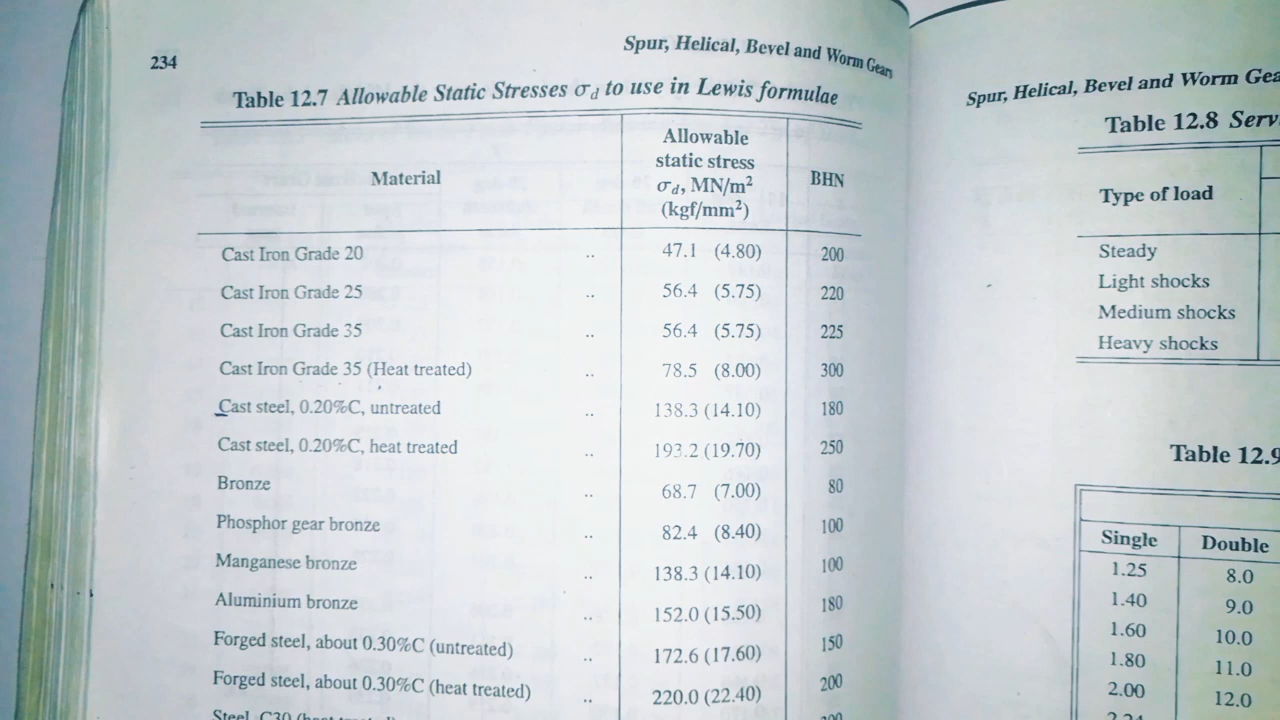 234
Spur, Helical, Bevel and Worm Gears
Table 12.7 Allowable Static Stresses σd to use in Lewis formulae
Material
Allowable
static stress
σd, MN/m²
(kgf/mm²)
BHN
Cast Iron Grade 20 .. 47.1 (4.80) 200
Cast Iron Grade 25 .. 56.4 (5.75) 220
Cast Iron Grade 35 .. 56.4 (5.75) 225
Cast Iron Grade 35 (Heat treated) .. 78.5 (8.00) 300
Cast steel, 0.20%C, untreated .. 138.3 (14.10) 180
Cast steel, 0.20%C, heat treated .. 193.2 (19.70) 250
Bronze .. 68.7 (7.00) 80
Phosphor gear bronze .. 82.4 (8.40) 100
Manganese bronze .. 138.3 (14.10) 100
Aluminium bronze .. 152.0 (15.50) 180
Forged steel, about 0.30%C (untreated) .. 172.6 (17.60) 150
Forged steel, about 0.30%C (heat treated) .. 220.0 (22.40) 200
Steel, C30
Spur, Helical, Bevel and Worm Gea
Table 12.8 Serv
Type of load
Steady
Light shocks
Medium shocks
Heavy shocks
Table 12.9
Single Double
1.25 8.0
1.40 9.0
1.60 10.0
1.80 11.0
2.00 12.0